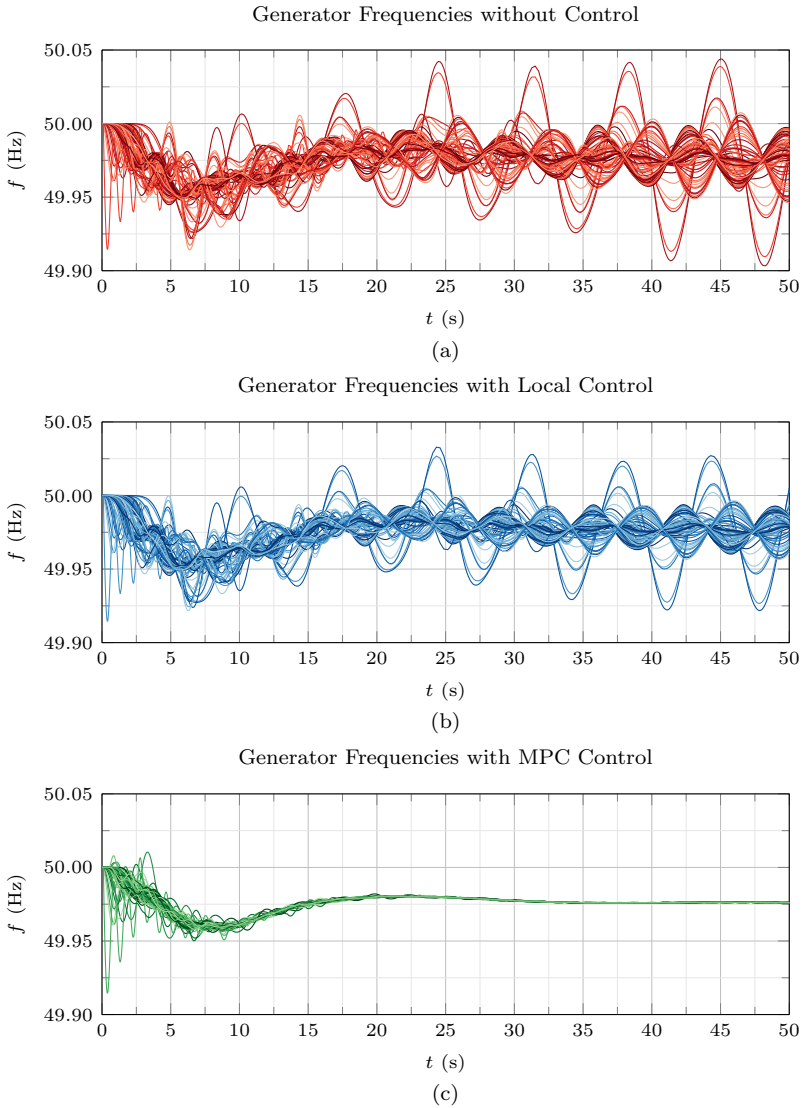 Generator Frequencies without Control
50.05
50.00
49.95
49.90
f (Hz)
0 5 10 15 20 25 30 35 40 45 50
t (s)
(a)
Generator Frequencies with Local Control
50.05
50.00
49.95
49.90
f (Hz)
0 5 10 15 20 25 30 35 40 45 50
t (s)
(b)
Generator Frequencies with MPC Control
50.05
50.00
49.95
49.90
f (Hz)
0 5 10 15 20 25 30 35 40 45 50
t (s)
(c)